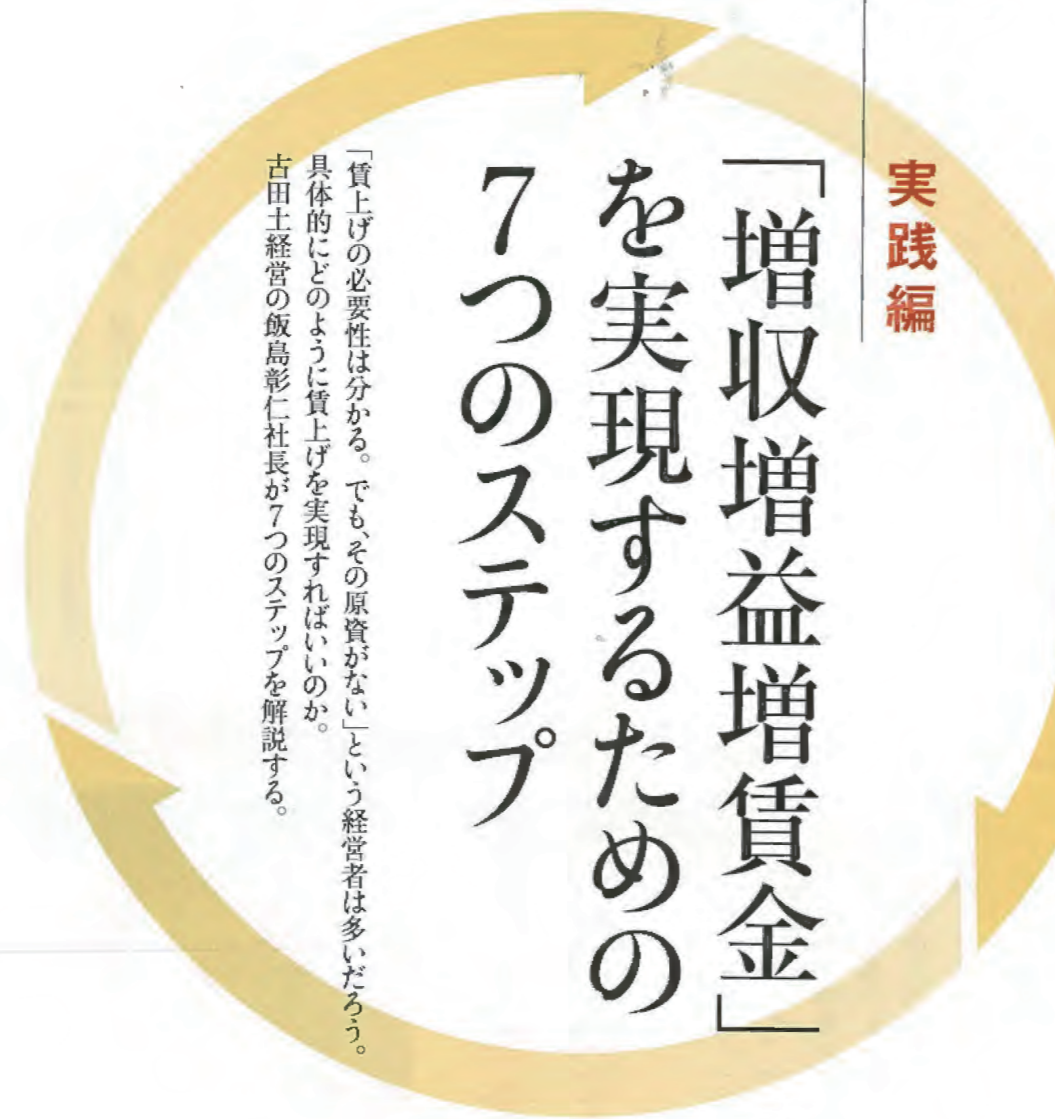 実践編
「増収増益増賃金」
を実現するための
7つのステップ
「賃上げの必要性は分かる。でも、その原資がない」という経営者は多いだろう。
具体的にどのように賃上げを実現すればいいのか。
古田土経営の飯島彰仁社長が7つのステップを解説する。